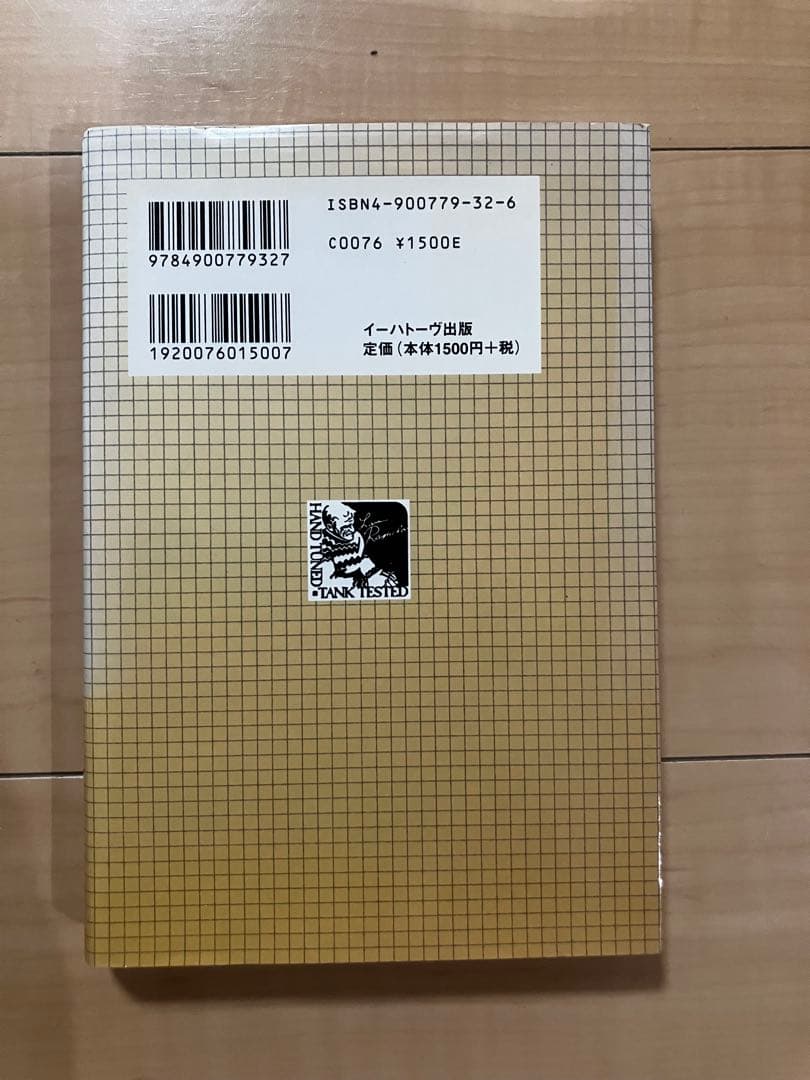 ISBN4-900779-32-6
C0076 ¥1500E
9784900779327
1920076015007
イーハトーヴ出版
定価(本体1500円+税)
HAND TUNED■TANK TESTED